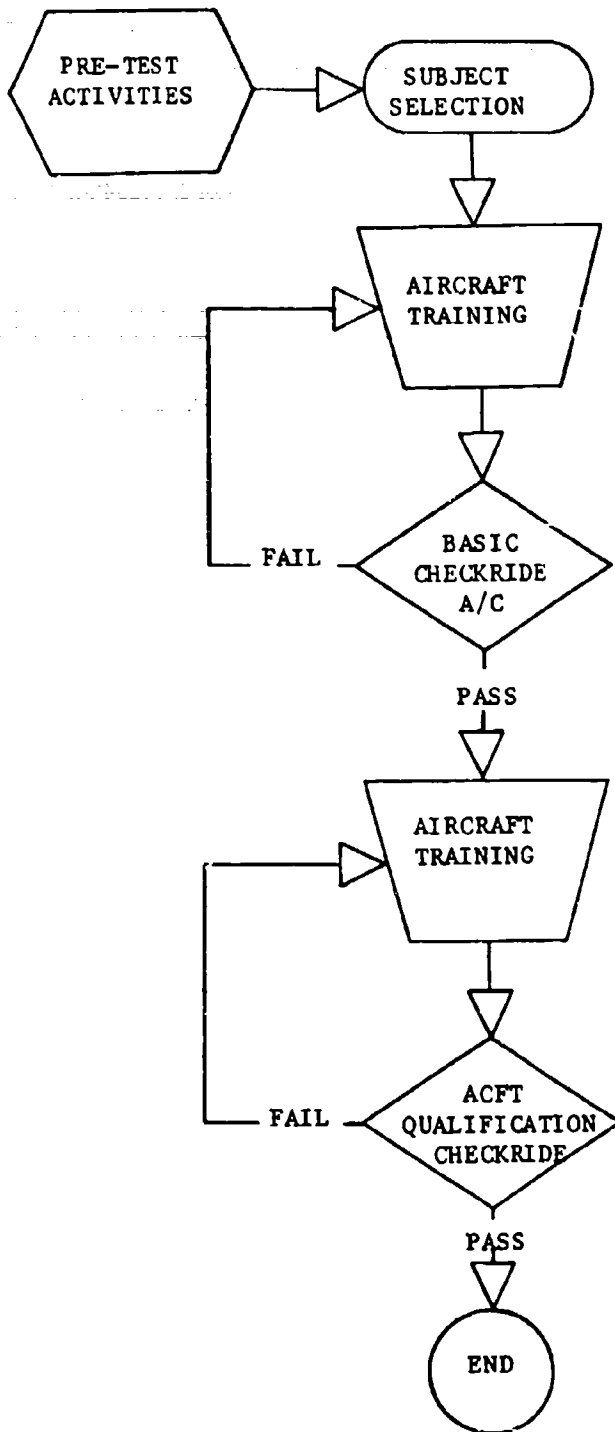 PRE-TEST
ACTIVITIES
SUBJECT
SELECTION
AIRCRAFT
TRAINING
FAIL
BASIC
CHECKRIDE
A/C
PASS
AIRCRAFT
TRAINING
FAIL
ACFT
QUALIFICATION
CHECKRIDE
PASS
END